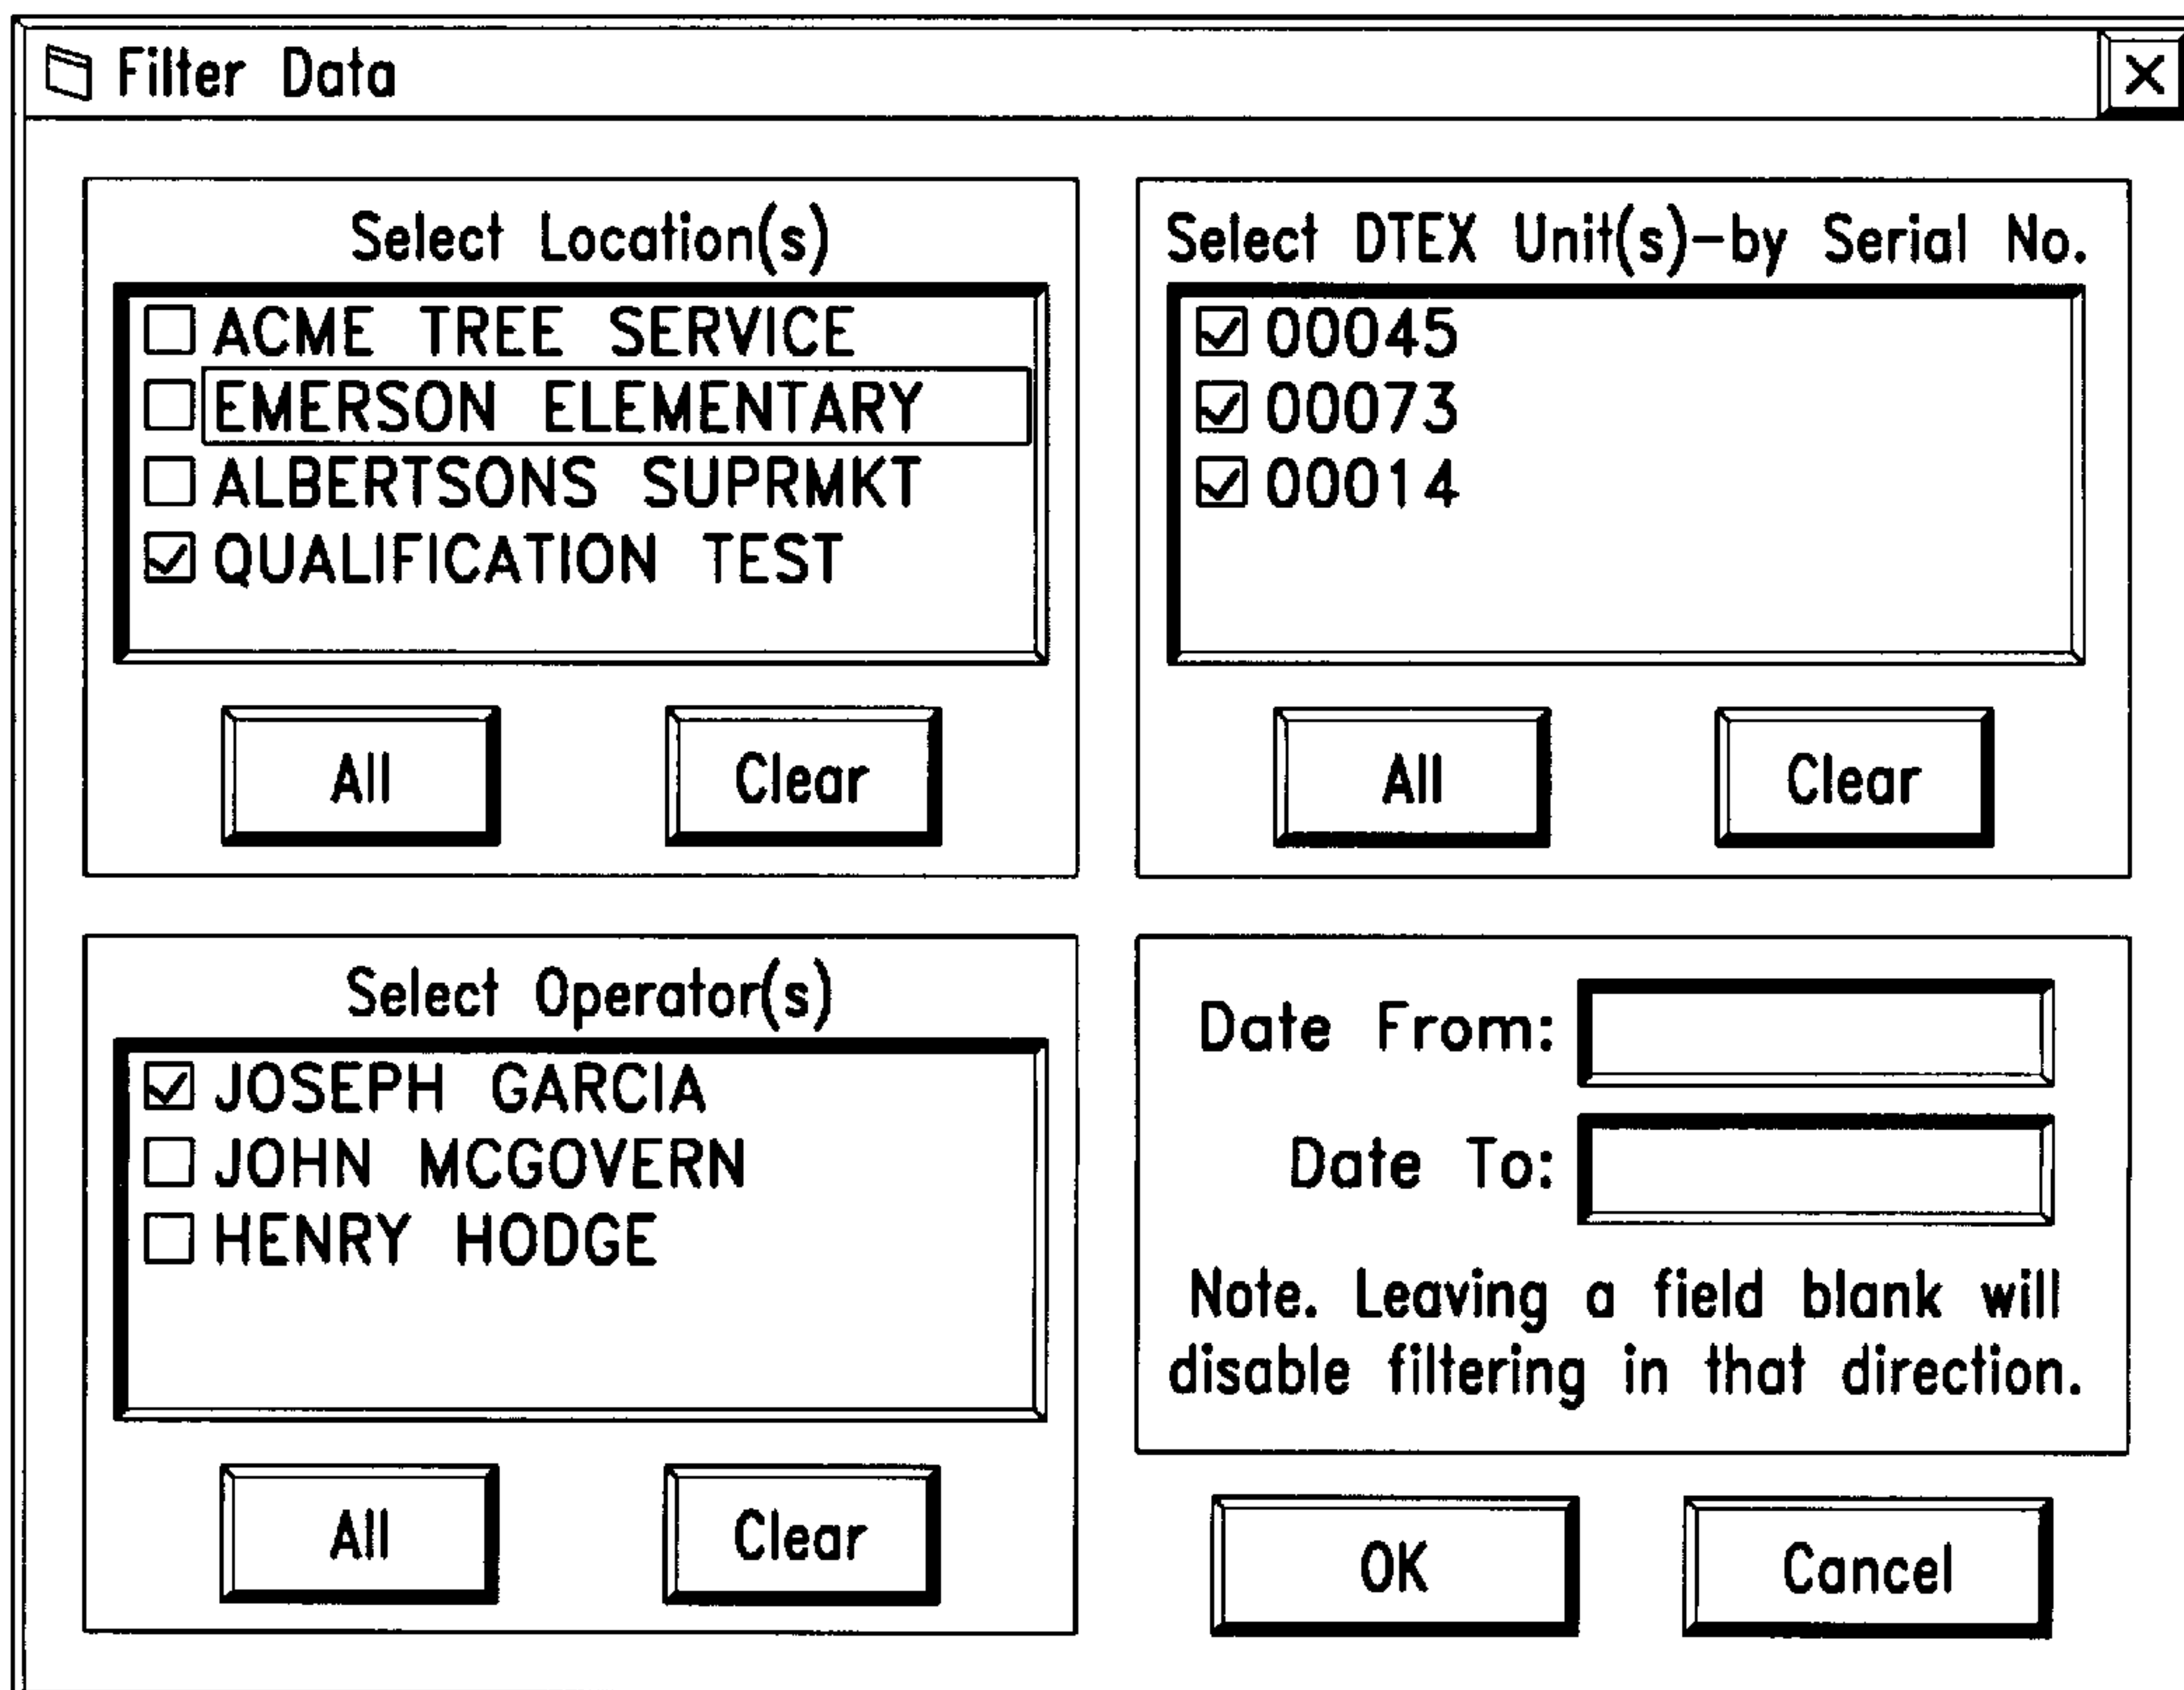 Filter Data
Select Location(s)
ACME TREE SERVICE
EMERSON ELEMENTARY
ALBERTSONS SUPRMKT
QUALIFICATION TEST
All Clear
Select DTEX Unit(s)-by Serial No.
00045
00073
00014
All Clear
Select Operator(s)
JOSEPH GARCIA
JOHN MCGOVERN
HENRY HODGE
All Clear
Date From:
Date To:
Note. Leaving a field blank will
disable filtering in that direction.
OK Cancel